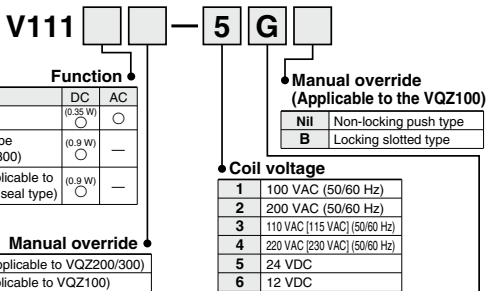 V111 — 5 G
Function
DC AC
(0.35 W) ○ ○
be
300) (0.9 W) ○ —
plicable to
seal type) (0.9 W) ○ —
Manual override
pplicable to VQZ200/300)
licable to VQZ100)
Manual override
(Applicable to the VQZ100)
Nil Non-locking push type
B Locking slotted type
Coil voltage
1 100 VAC (50/60 Hz)
2 200 VAC (50/60 Hz)
3 110 VAC [115 VAC] (50/60 Hz)
4 220 VAC [230 VAC] (50/60 Hz)
5 24 VDC
6 12 VDC